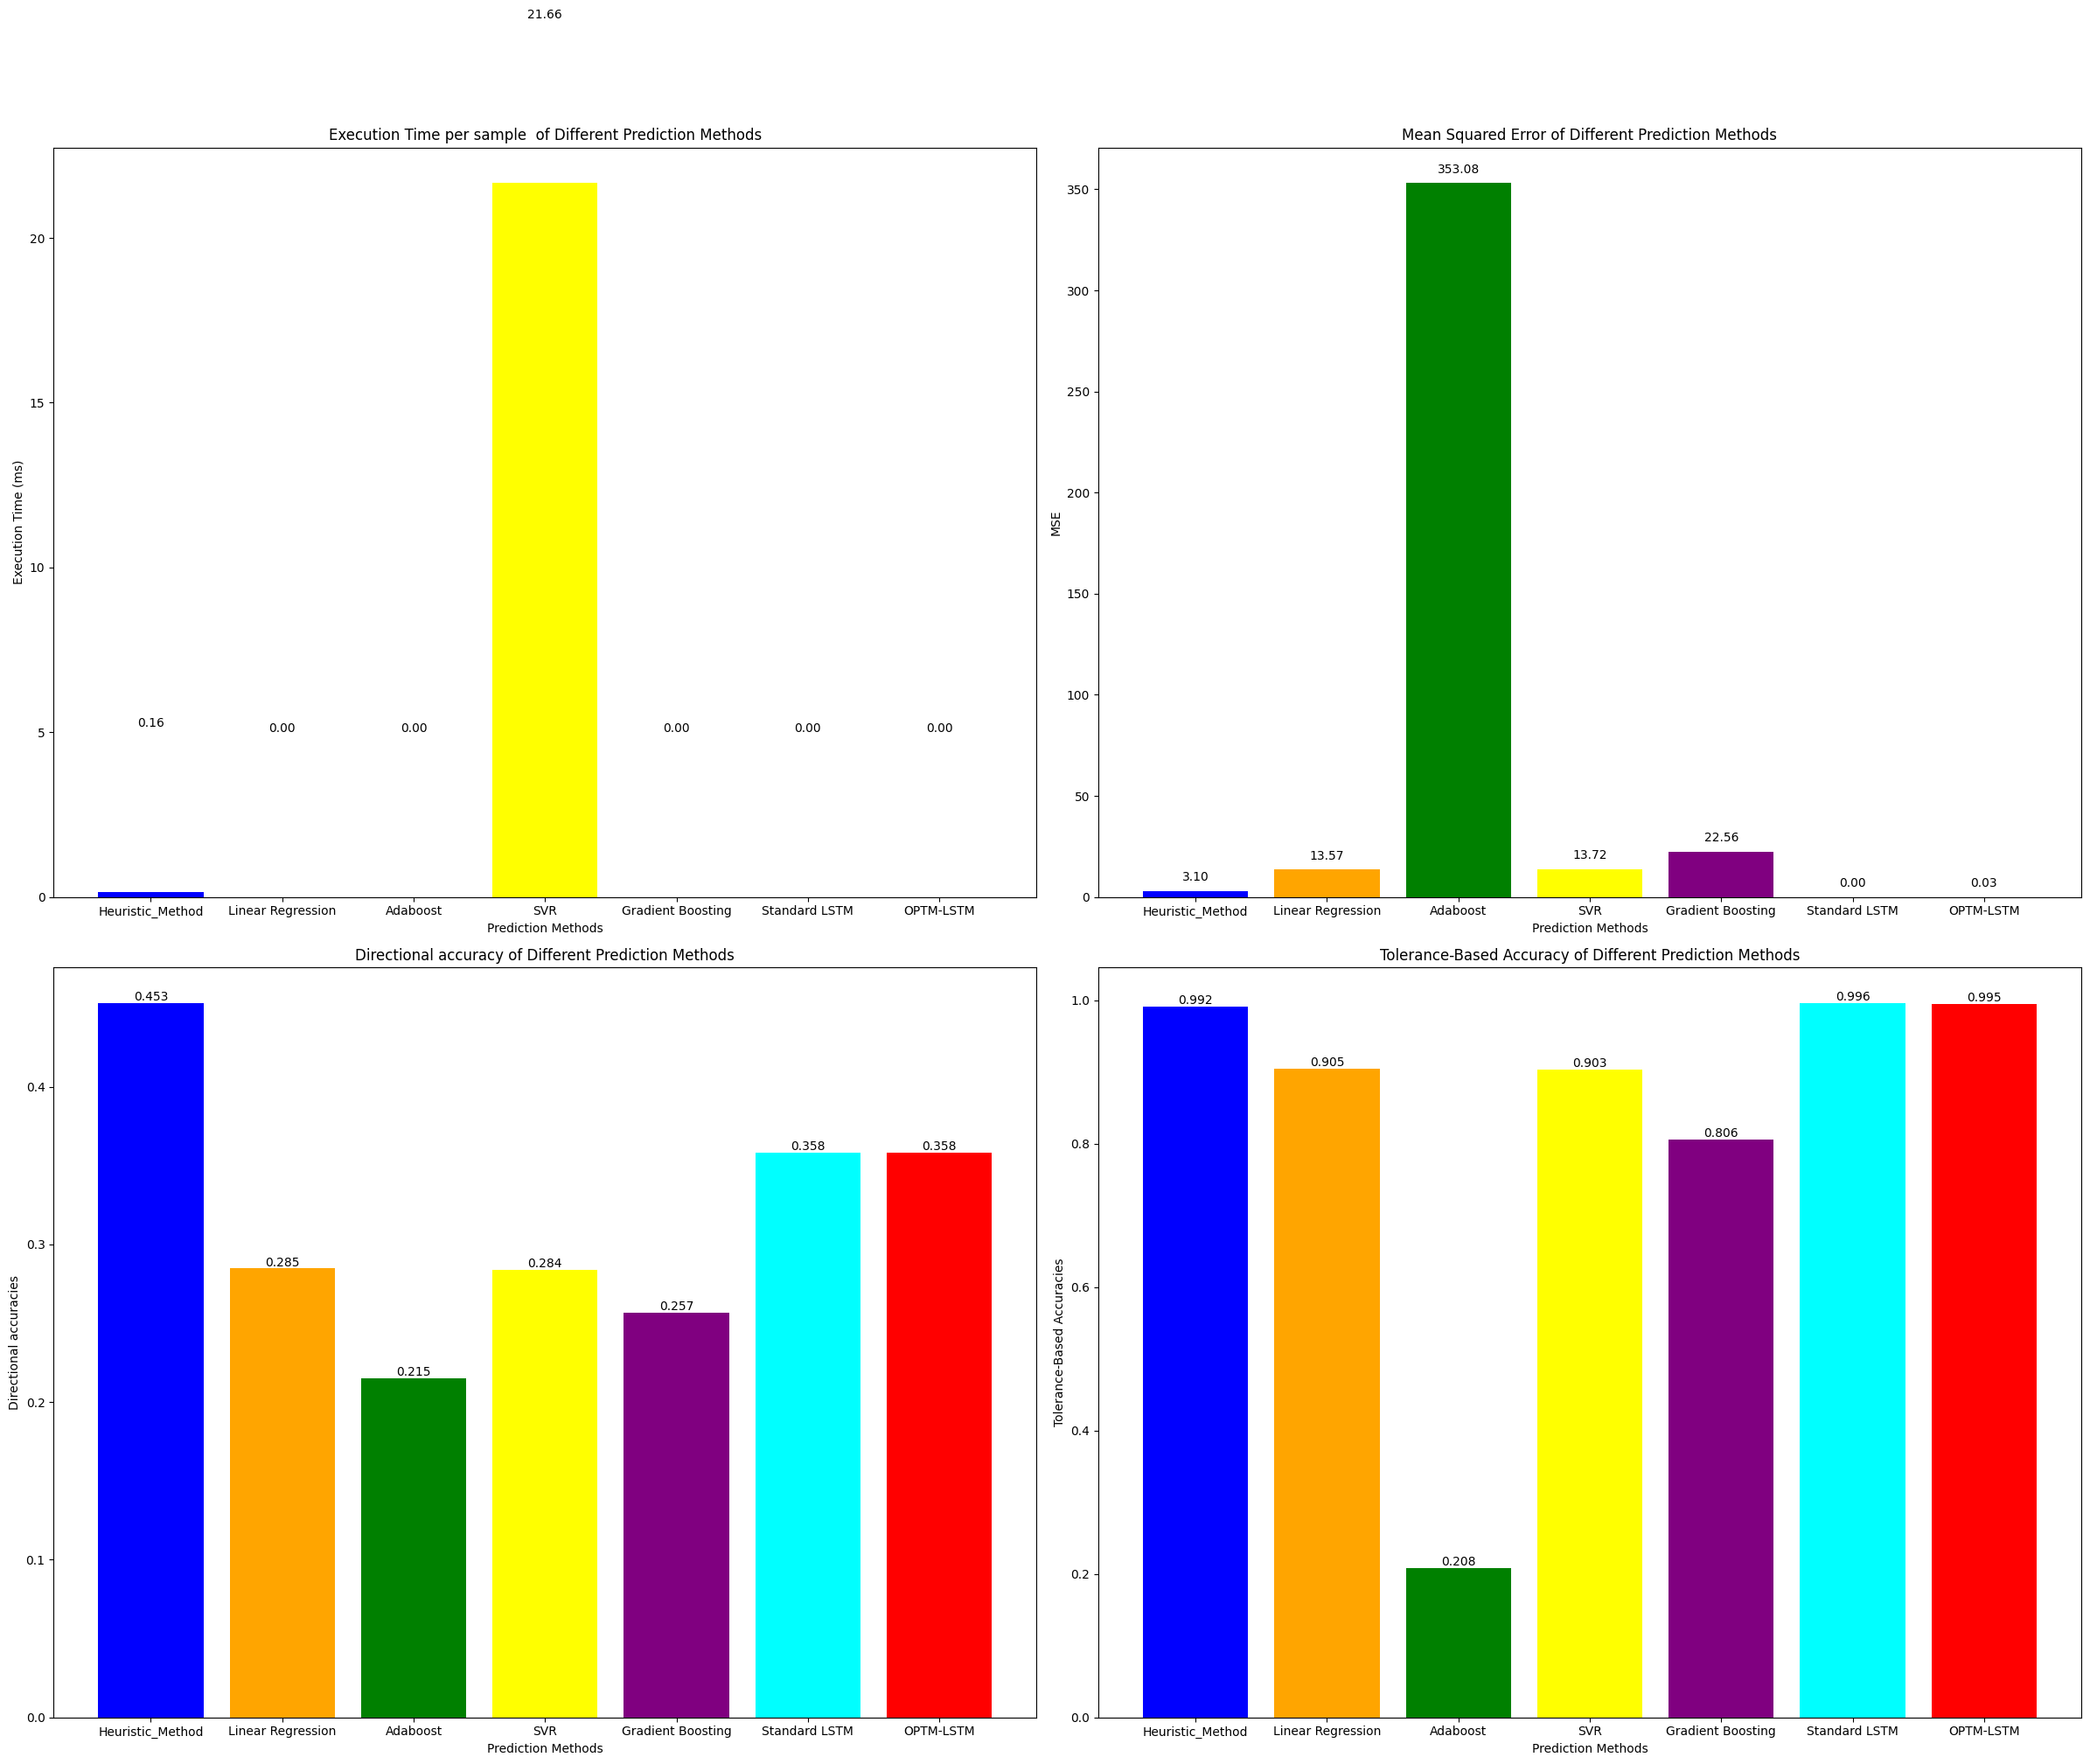 21.66
Execution Time per sample  of Different Prediction Methods
Execution Time (ms)
20
15
10
5
0
0.16
0.00
0.00
0.00
0.00
0.00
Heuristic_Method
Linear Regression
Adaboost
SVR
Gradient Boosting
Standard LSTM
OPTM-LSTM
Prediction Methods
Mean Squared Error of Different Prediction Methods
MSE
350
300
250
200
150
100
50
0
3.10
13.57
353.08
13.72
22.56
0.00
0.03
Heuristic_Method
Linear Regression
Adaboost
SVR
Gradient Boosting
Standard LSTM
OPTM-LSTM
Prediction Methods
Directional accuracy of Different Prediction Methods
Directional accuracies
0.4
0.3
0.2
0.1
0.0
0.453
0.285
0.215
0.284
0.257
0.358
0.358
Heuristic_Method
Linear Regression
Adaboost
SVR
Gradient Boosting
Standard LSTM
OPTM-LSTM
Prediction Methods
Tolerance-Based Accuracy of Different Prediction Methods
Tolerance-Based Accuracies
1.0
0.8
0.6
0.4
0.2
0.0
0.992
0.905
0.208
0.903
0.806
0.996
0.995
Heuristic_Method
Linear Regression
Adaboost
SVR
Gradient Boosting
Standard LSTM
OPTM-LSTM
Prediction Methods